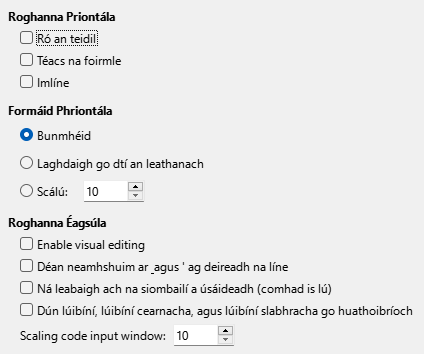 Roghanna Priontála
Ró an teidil
Téacs na foirmle
Imlíne
Formáid Phriontála
Bunmhéid
Laghdaigh go dtí an leathanach
Scálú: 10
Roghanna Éagsúla
Enable visual editing
Déan neamhshuim ar ̲agus ' ag deireadh na líne
Ná leabaigh ach na siombailí a úsáideadh (comhad is lú)
Dún lúibíní, lúibíní cearnacha, agus lúibíní slabhracha go huathoibríoch
Scaling code input window: 10